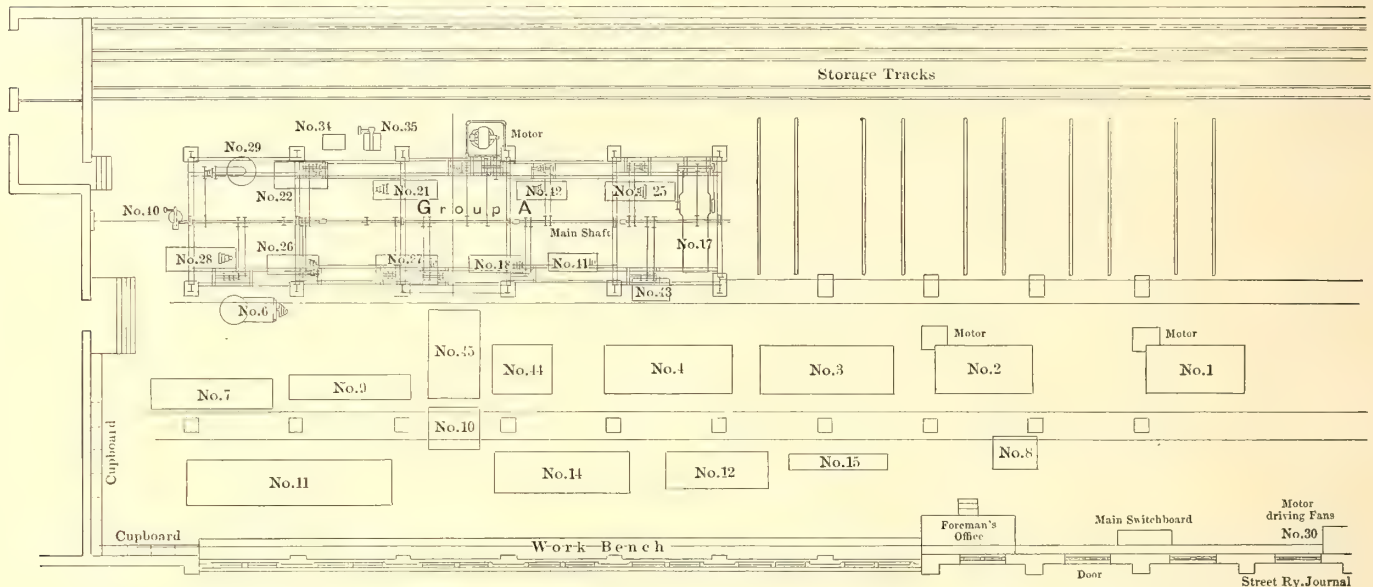 Storage Tracks
No.34
No.35
Motor
No.29
No.22
No.21
No.42
No. 25
Group A
No.40
Main Shaft
No.17
No.28
No.26
No.27
No.18
No.41
No.43
No.6
No.45
No.44
No.4
No.3
Motor
No.2
Motor
No.1
No.7
No.9
No.10
Cupboard
No.8
No.11
No.14
No.12
No.15
Cupboard
Work Bench
Foreman's
Office
Main Switchboard
Motor
driving Fans
No.30
Door
Street Ry.Journal